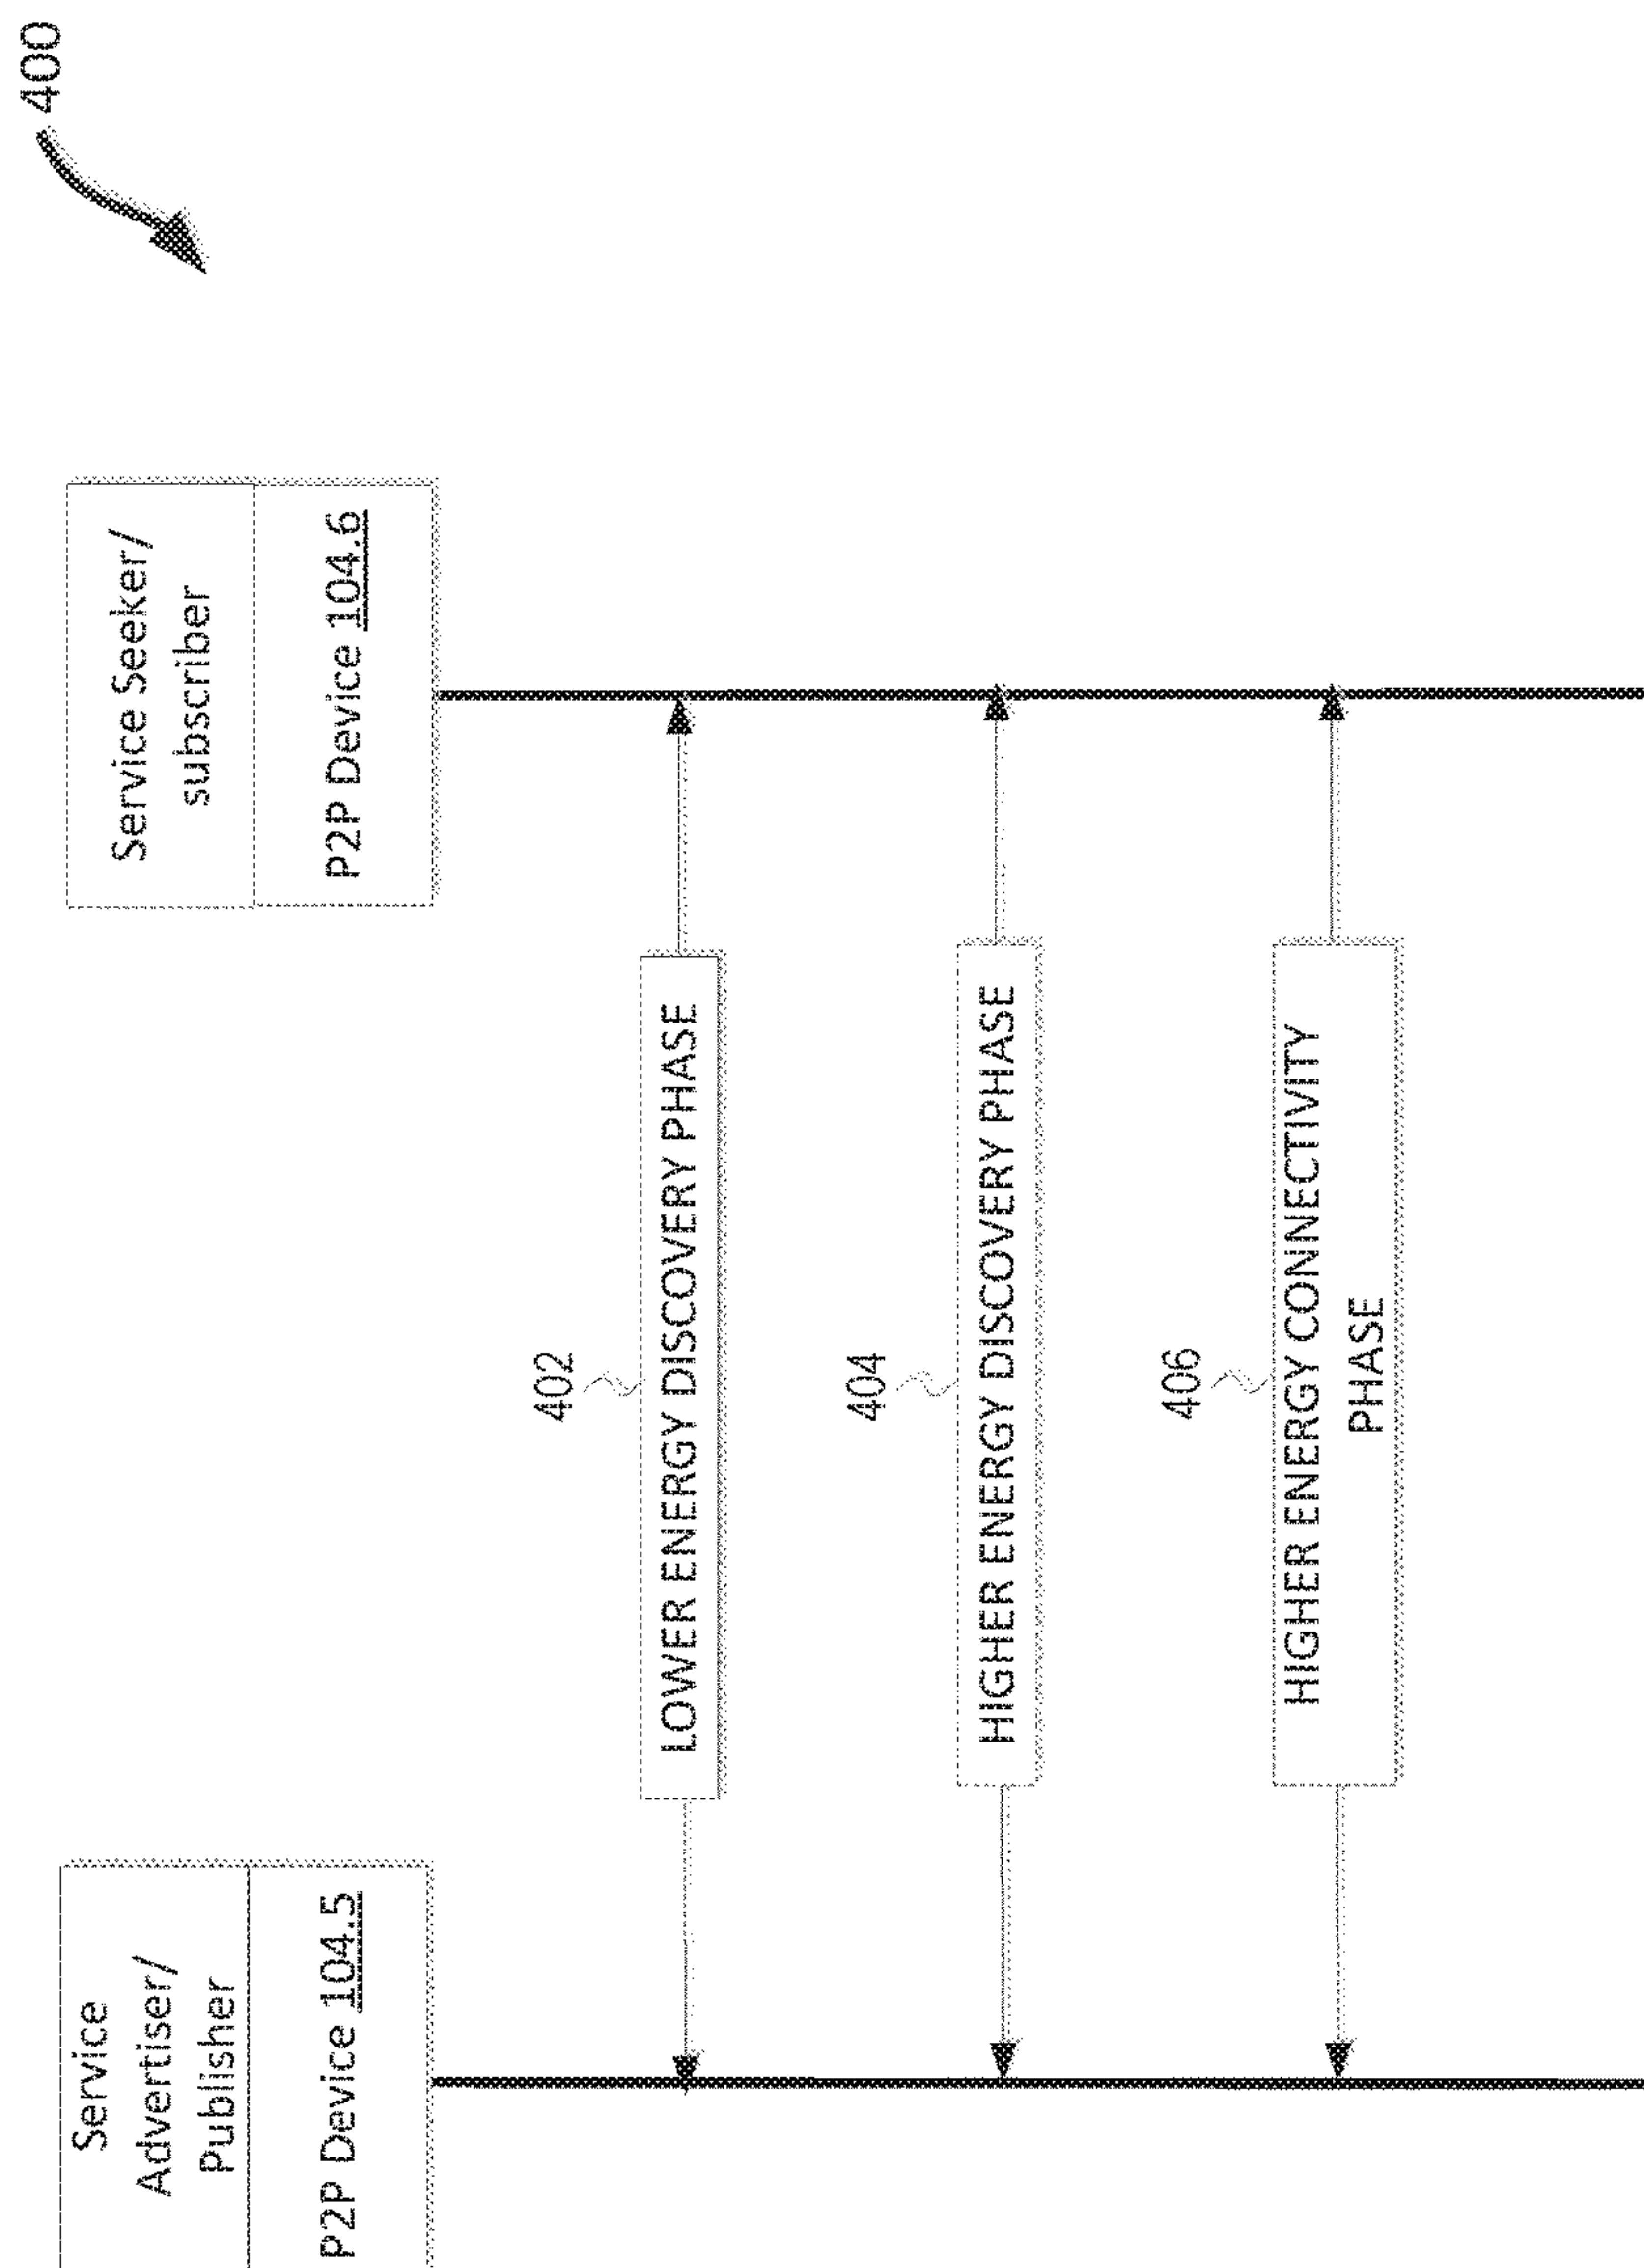 400
Service
Advertiser/
Publisher
P2P Device 104.5
Service Seeker/
subscriber
P2P Device 104.6
402
LOWER ENERGY DISCOVERY PHASE
404
HIGHER ENERGY DISCOVERY PHASE
406
HIGHER ENERGY CONNECTIVITY
PHASE